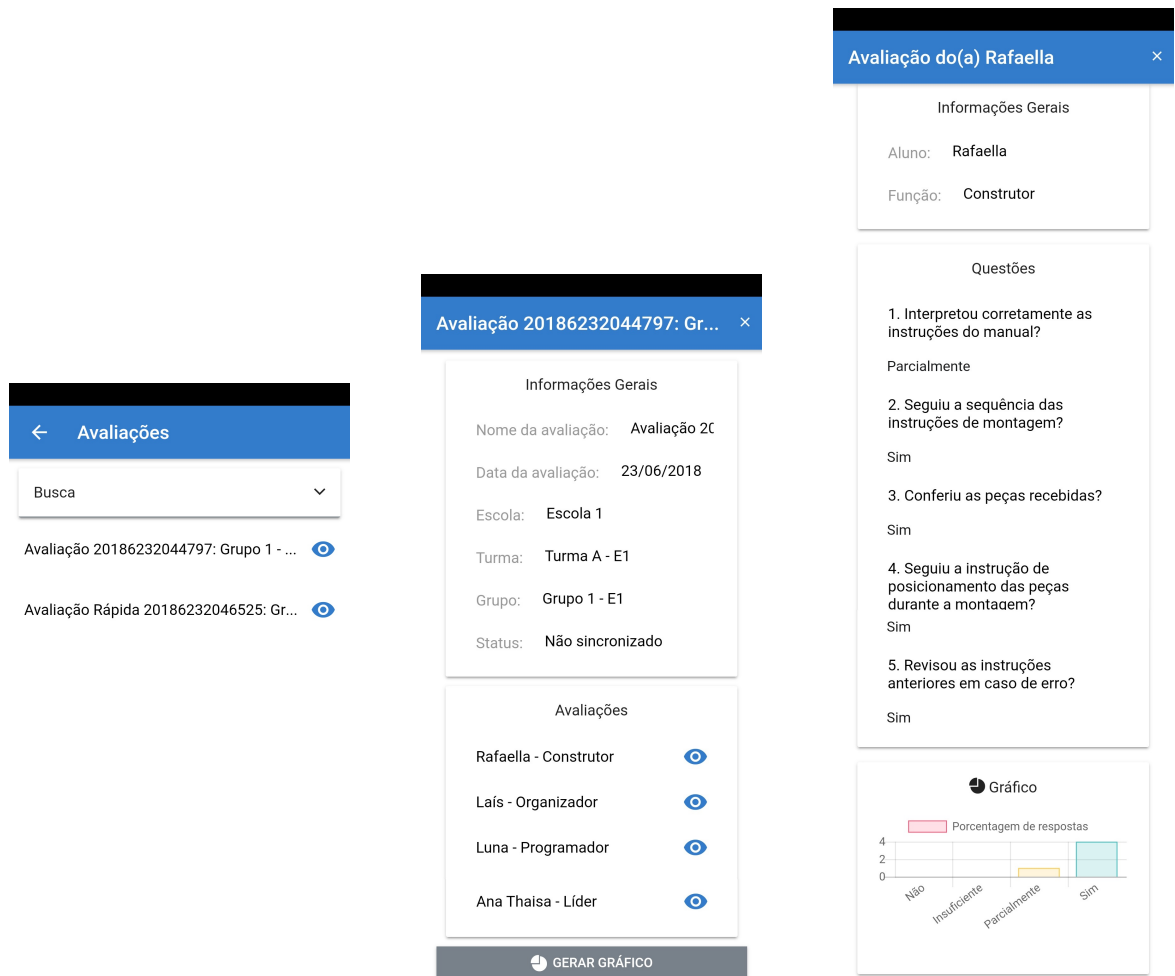 Avaliações
Busca
Avaliação 20186232044797: Grupo 1 - ...
Avaliação Rápida 20186232046525: Gr...
Avaliação 20186232044797: Gr... ×
Informações Gerais
Nome da avaliação: Avaliação 20
Data da avaliação: 23/06/2018
Escola: Escola 1
Turma: Turma A - E1
Grupo: Grupo 1 - E1
Status: Não sincronizado
Avaliações
Rafaella - Construtor
Laís - Organizador
Luna - Programador
Ana Thaisa - Líder
GERAR GRÁFICO
Avaliação do(a) Rafaella ×
Informações Gerais
Aluno: Rafaella
Função: Construtor
Questões
1. Interpretou corretamente as
instruções do manual?
Parcialmente
2. Seguiu a sequência das
instruções de montagem?
Sim
3. Conferiu as peças recebidas?
Sim
4. Seguiu a instrução de
posicionamento das peças
durante a montagem?
Sim
5. Revisou as instruções
anteriores em caso de erro?
Sim
Gráfico
Porcentagem de respostas
4
2
0
Não
Insuficiente
Parcialmente
Sim